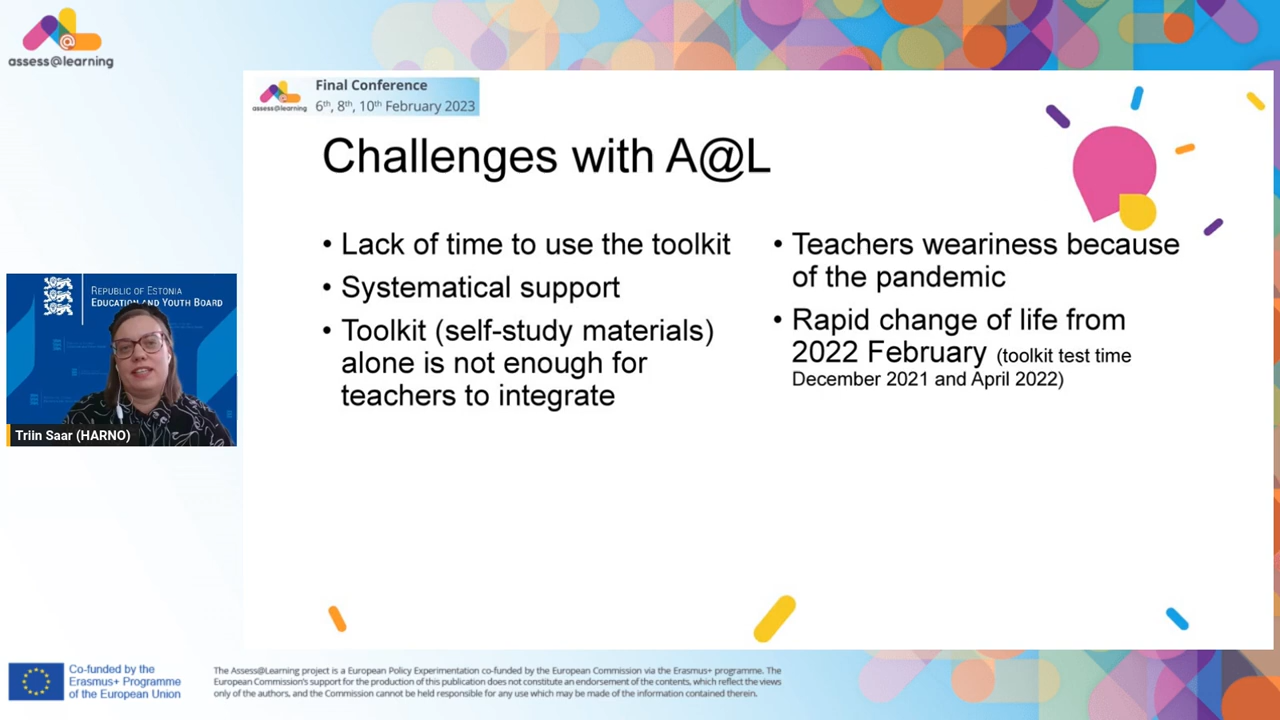 assess@learning
assess@learning
Final Conference
6th, 8th, 10th February 2023
Challenges with A@L
• Lack of time to use the toolkit
• Systematical support
• Toolkit (self-study materials)
alone is not enough for
teachers to integrate
• Teachers weariness because
of the pandemic
• Rapid change of life from
2022 February (toolkit test time
December 2021 and April 2022)
REPUBLIC OF ESTONIA
EDUCATION AND YOUTH BOARD
Triin Saar (HARNO)
Co-funded by the
Erasmus+ Programme
of the European Union
The Assess@Learning project is a European Policy Experimentation co-funded by the European Commission via the Erasmus+ programme. The
European Commission's support for the production of this publication does not constitute an endorsement of the contents, which reflect the views
only of the authors, and the Commission cannot be held responsible for any use which may be made of the information contained therein.